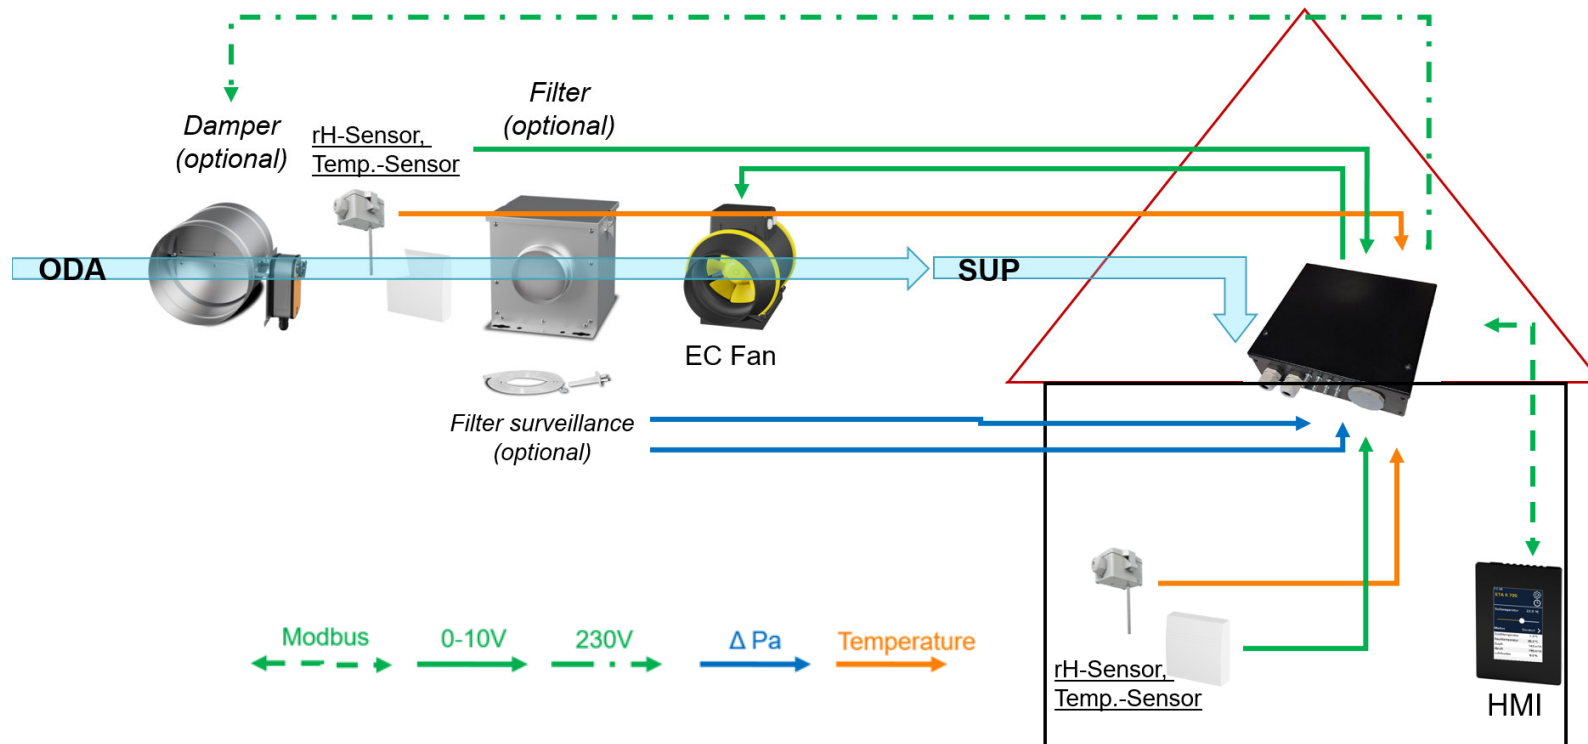 Damper
(optional)
rH-Sensor,
Temp.-Sensor
Filter
(optional)
ODA
SUP
EC Fan
Filter surveillance
(optional)
Modbus
0-10V
230V
Δ Pa
Temperature
rH-Sensor,
Temp.-Sensor
HMI